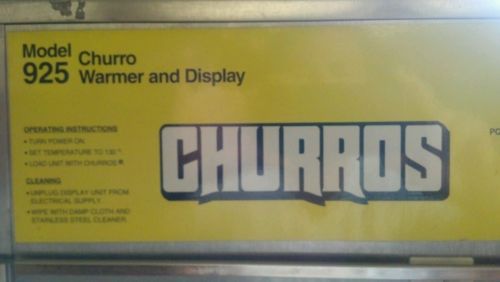 Model
925
Churro
Warmer and Display
OPERATING INSTRUCTIONS
• TURN POWER ON.
• SET TEMPERATURE TO 130 °.
• LOAD UNIT WITH CHURROS ®.
CLEANING
• UNPLUG DISPLAY UNIT FROM
ELECTRICAL SUPPLY.
• WIPE WITH DAMP CLOTH AND
STAINLESS STEEL CLEANER.
CHURROS
PO